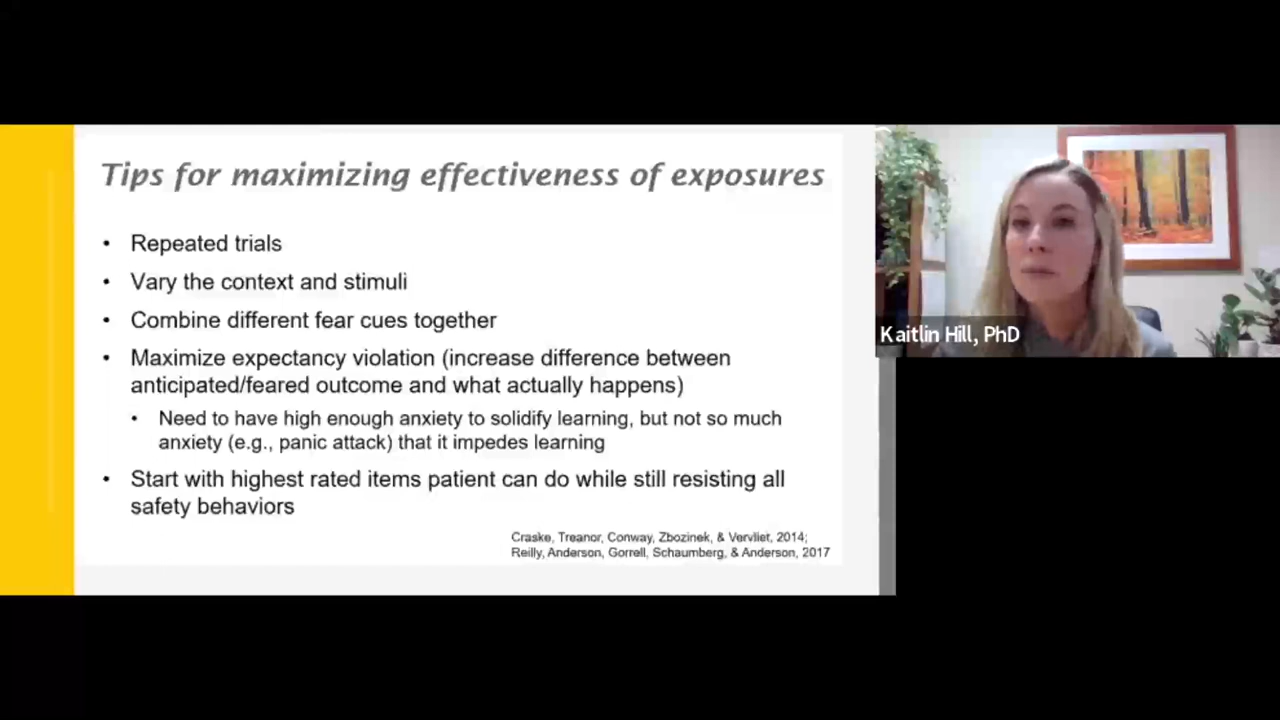 Tips for maximizing effectiveness of exposures
• Repeated trials
• Vary the context and stimuli
• Combine different fear cues together
• Maximize expectancy violation (increase difference between
anticipated/feared outcome and what actually happens)
• Need to have high enough anxiety to solidify learning, but not so much
anxiety (e.g., panic attack) that it impedes learning
• Start with highest rated items patient can do while still resisting all
safety behaviors
Craske, Treanor, Conway, Zbozinek, & Vervliet, 2014;
Reilly, Anderson, Gorrell, Schaumberg, & Anderson, 2017
Kaitlin Hill, PhD